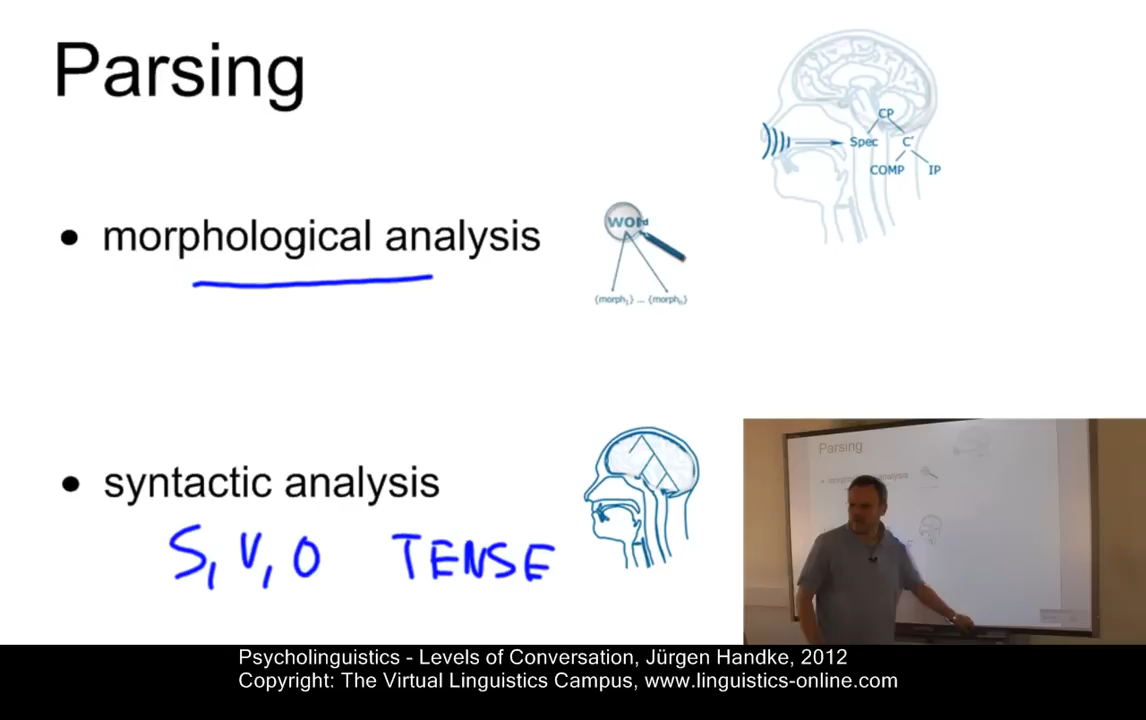 Parsing
CP
Spec C'
COMP IP
• morphological analysis
word
{morph1} ... {morphn}
• syntactic analysis
S, V, O TENSE
Parsing
Psycholinguistics - Levels of Conversation, Jürgen Handke, 2012
Copyright: The Virtual Linguistics Campus, www.linguistics-online.com